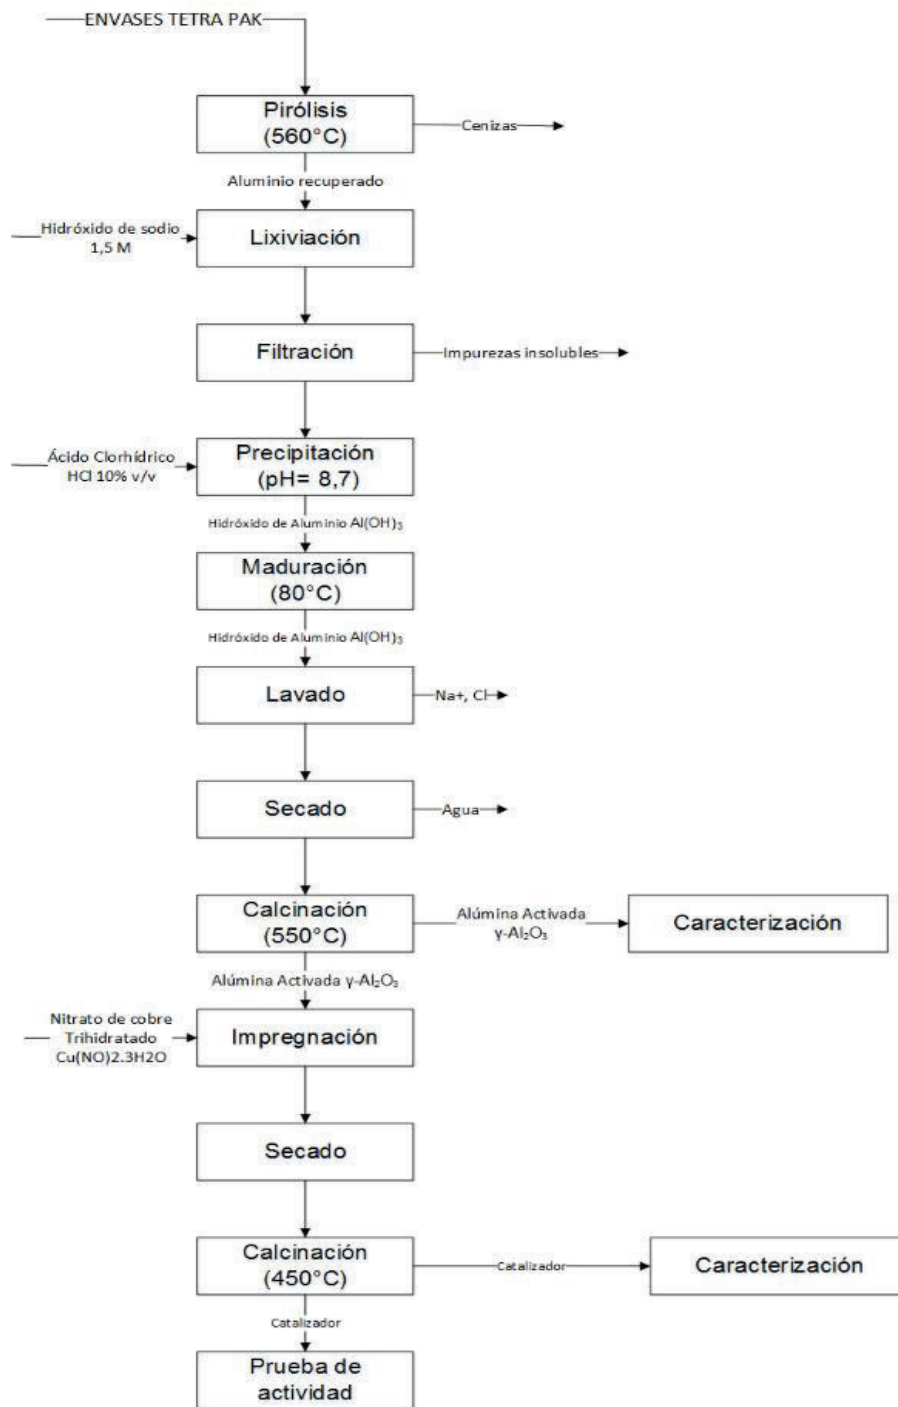 ENVASES TETRA PAK
Pirólisis
(560°C)
Cenizas
Aluminio recuperado
Hidróxido de sodio
1,5 M
Lixiviación
Filtración
Impurezas insolubles
Ácido Clorhídrico
HCl 10% v/v
Precipitación
(pH= 8,7)
Hidróxido de Aluminio Al(OH)₃
Maduración
(80°C)
Hidróxido de Aluminio Al(OH)₃
Lavado
Na+, Cl
Secado
Agua
Calcinación
(550°C)
Alúmina Activada
γ-Al₂O₃
Caracterización
Alúmina Activada γ-Al₂O₃
Nitrato de cobre
Trihidratado
Cu(NO)2.3H2O
Impregnación
Secado
Calcinación
(450°C)
Catalizador
Caracterización
Catalizador
Prueba de
actividad